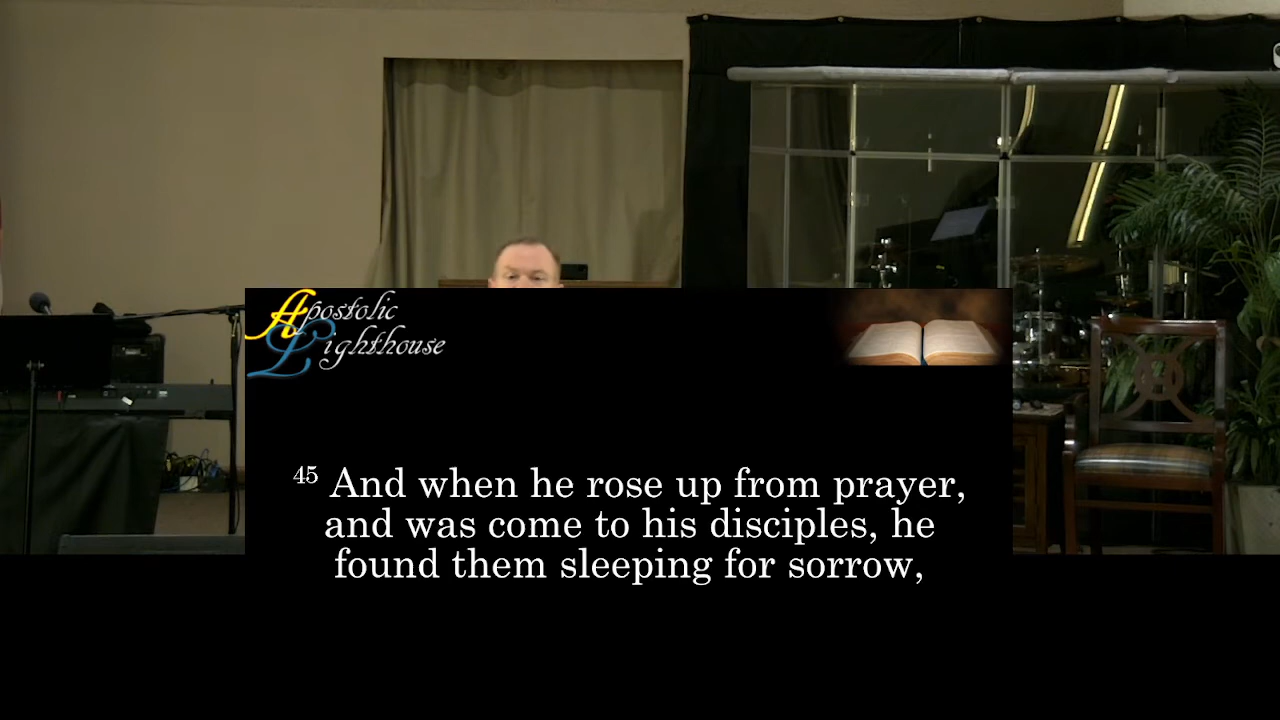 Apostolic
Lighthouse
45 And when he rose up from prayer,
and was come to his disciples, he
found them sleeping for sorrow,